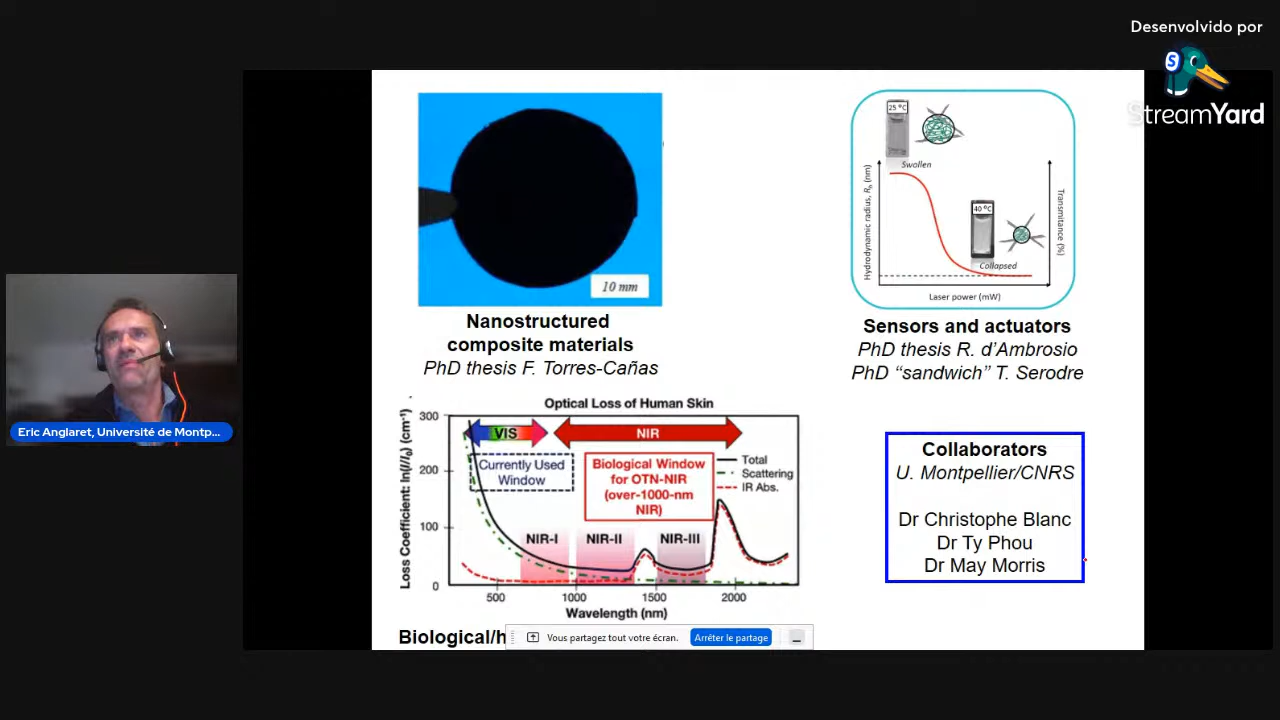 Desenvolvido por
StreamYard
10 mm
Nanostructured
composite materials
PhD thesis F. Torres-Cañas
25 ºC
Swollen
40 ºC
Collapsed
Hydrodynamic radius, Rh (nm)
Transmitance (%)
Laser power (mW)
Sensors and actuators
PhD thesis R. d’Ambrosio
PhD “sandwich” T. Serodre
Optical Loss of Human Skin
Loss Coefficient: ln(I/I0) (cm⁻¹)
300
200
100
0
VIS
NIR
Currently Used
Window
Biological Window
for OTN-NIR
(over-1000-nm
NIR)
Total
Scattering
IR Abs.
NIR-I
NIR-II
NIR-III
500
1000
1500
2000
Wavelength (nm)
Biological/h
Collaborators
U. Montpellier/CNRS
Dr Christophe Blanc
Dr Ty Phou
Dr May Morris
Vous partagez tout votre écran.
Arrêter le partage
Eric Anglaret, Université de Montp...